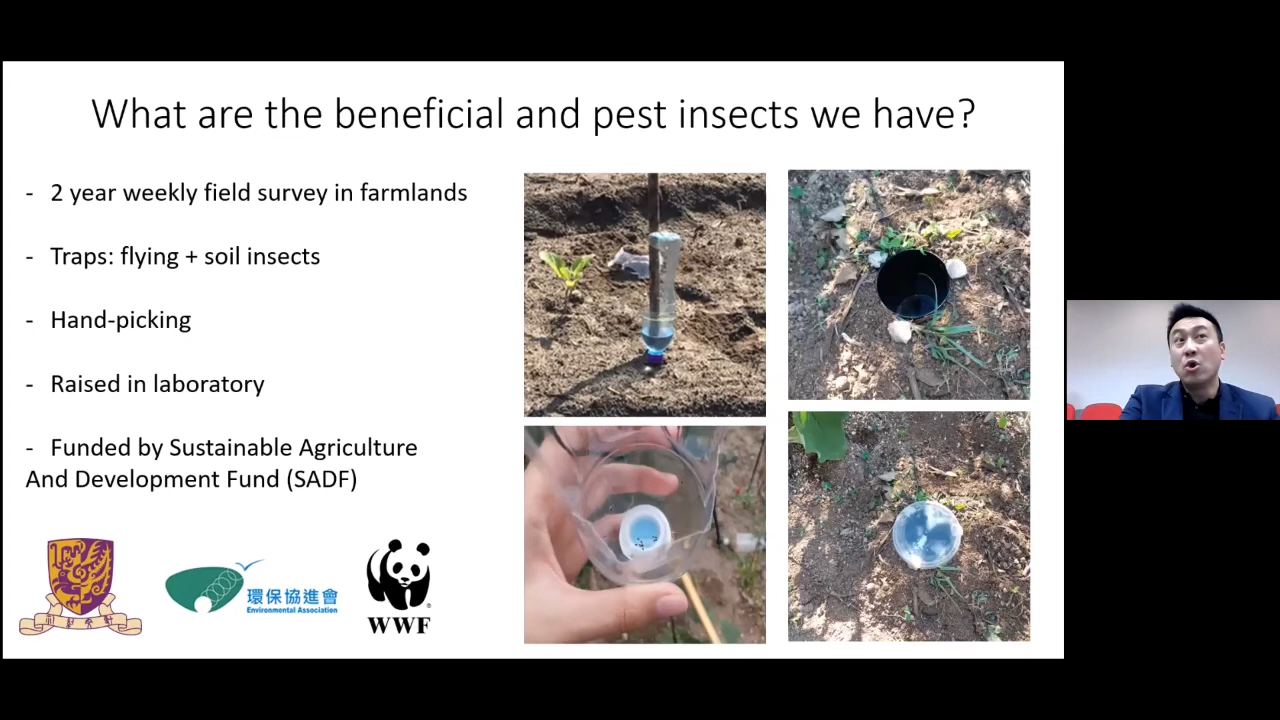 What are the beneficial and pest insects we have?
- 2 year weekly field survey in farmlands
- Traps: flying + soil insects
- Hand-picking
- Raised in laboratory
- Funded by Sustainable Agriculture
And Development Fund (SADF)
環保協進會
Environmental Association
WWF